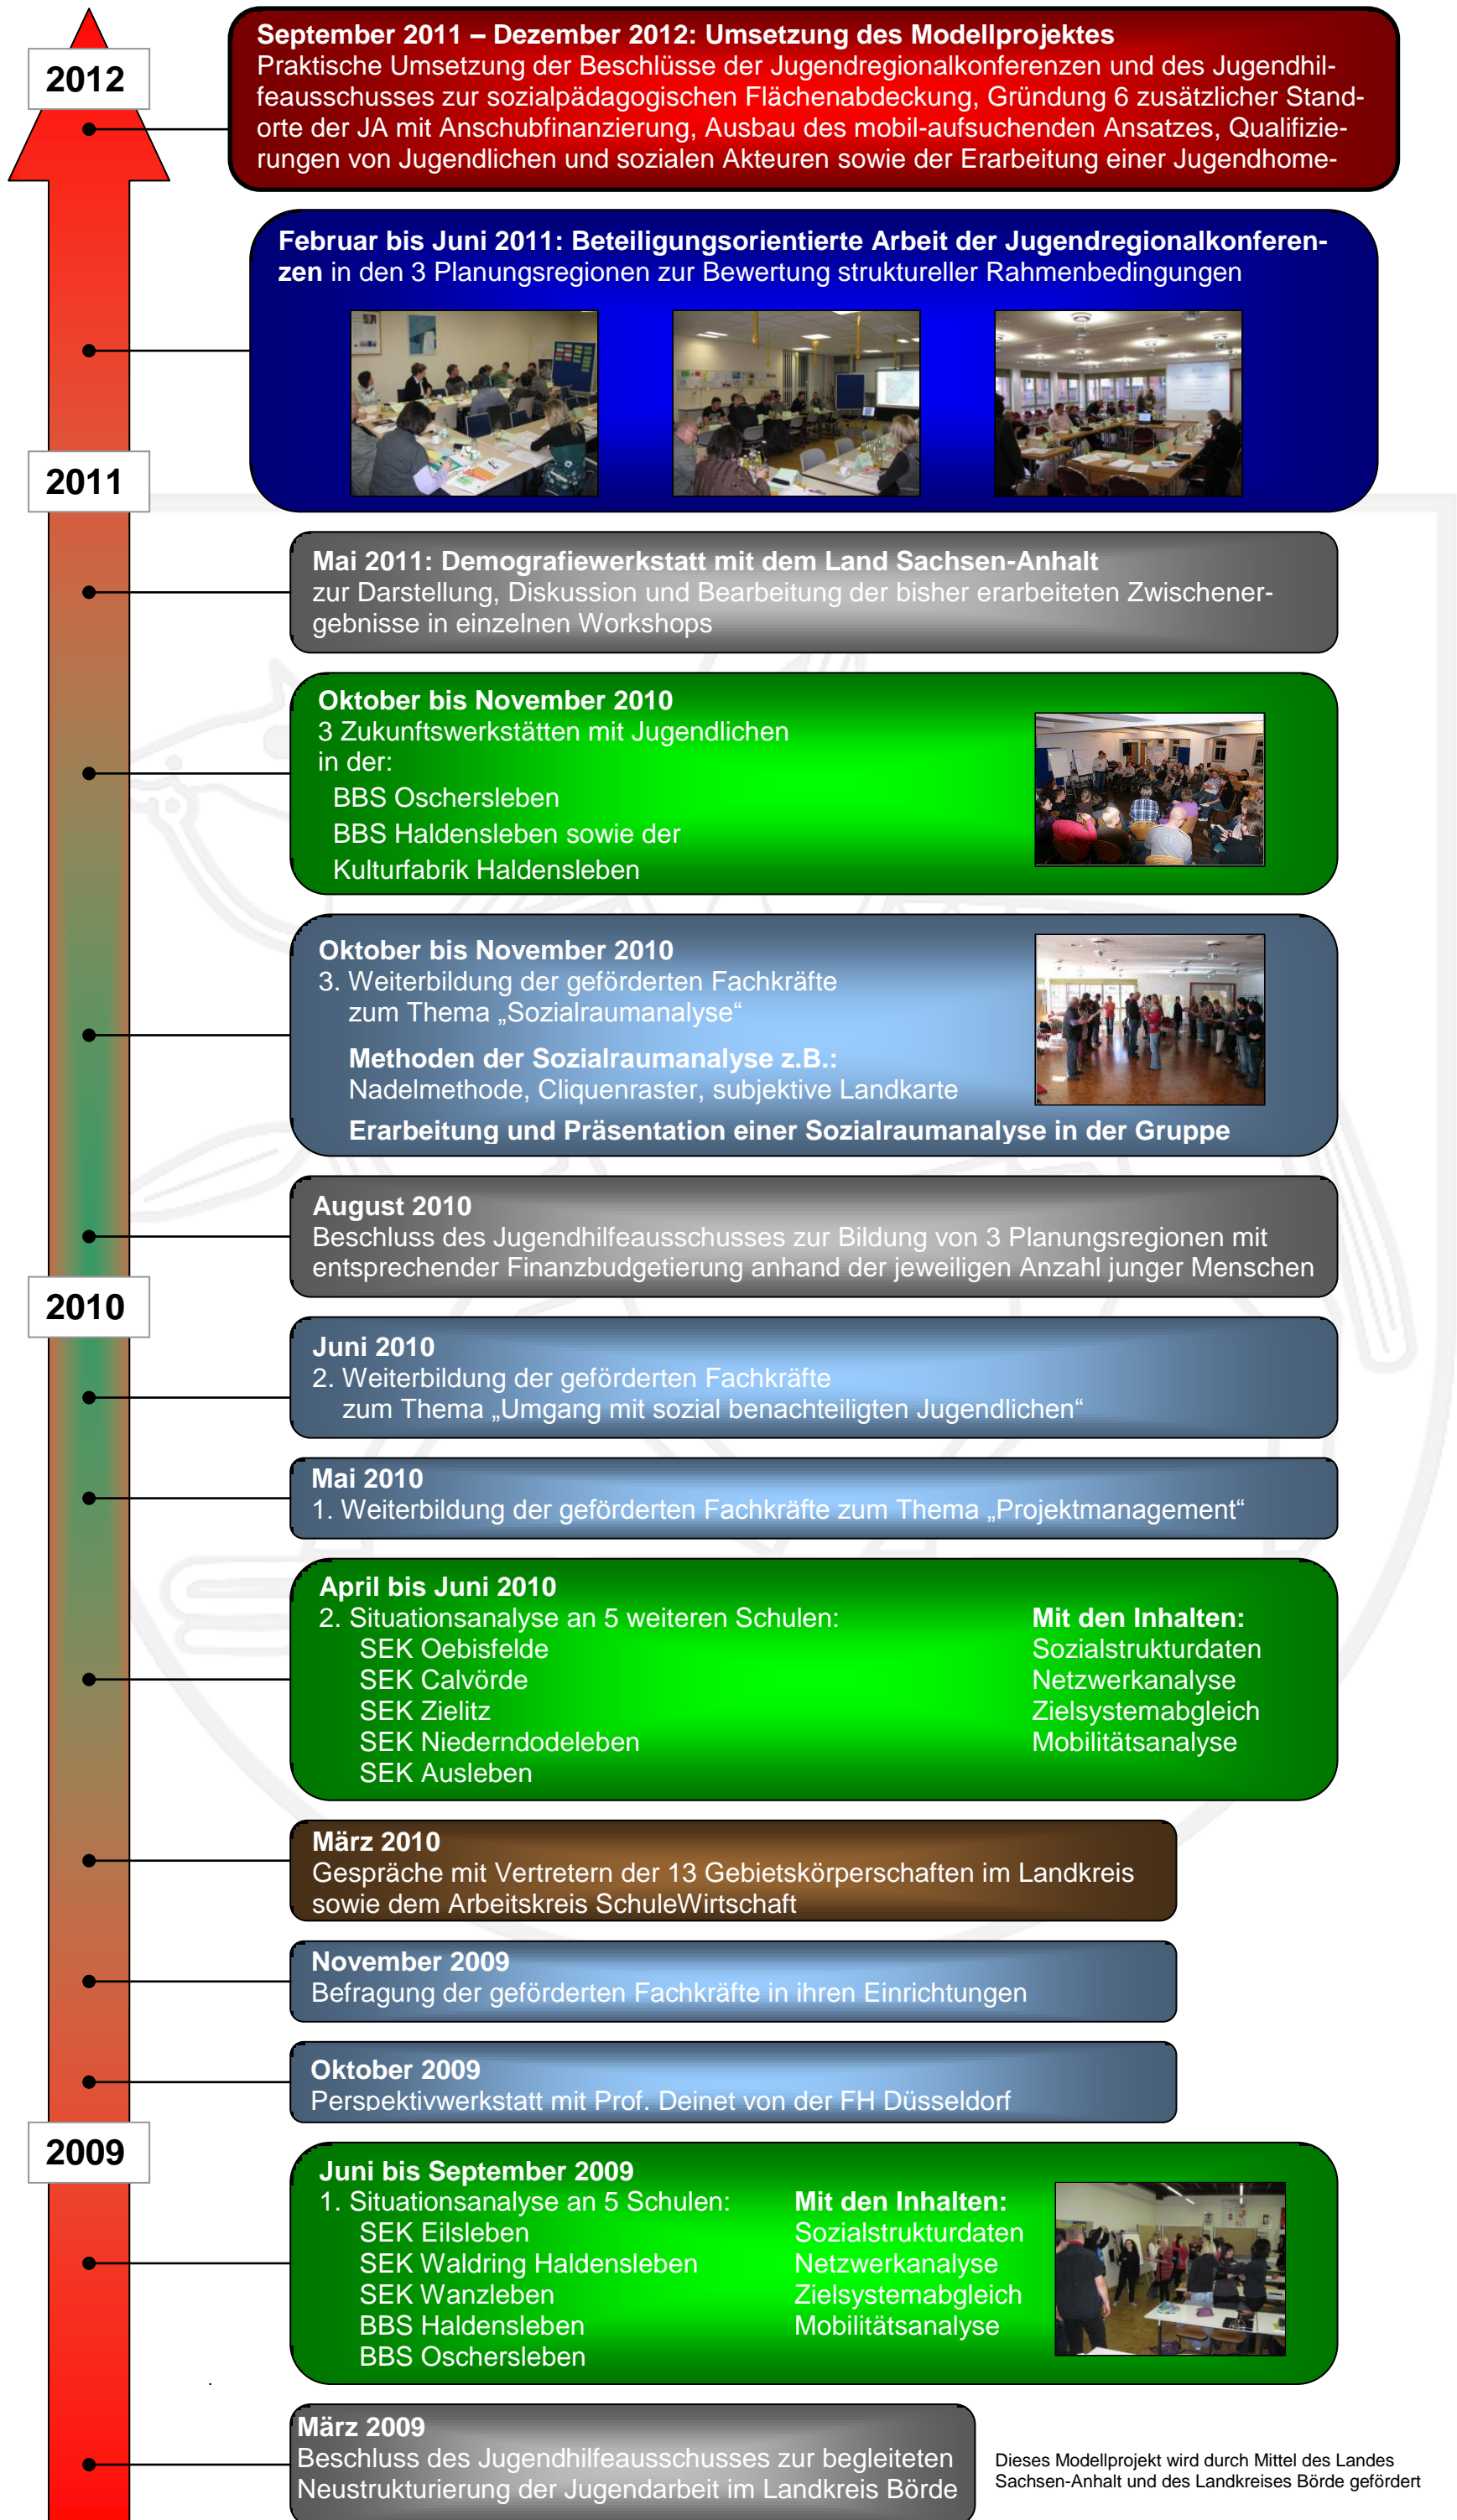 2012
September 2011 – Dezember 2012: Umsetzung des Modellprojektes
Praktische Umsetzung der Beschlüsse der Jugendregionalkonferenzen und des Jugendhil-
feausschusses zur sozialpädagogischen Flächenabdeckung, Gründung 6 zusätzlicher Stand-
orte der JA mit Anschubfinanzierung, Ausbau des mobil-aufsuchenden Ansatzes, Qualifizie-
rungen von Jugendlichen und sozialen Akteuren sowie der Erarbeitung einer Jugendhome-
Februar bis Juni 2011: Beteiligungsorientierte Arbeit der Jugendregionalkonferen-
zen in den 3 Planungsregionen zur Bewertung struktureller Rahmenbedingungen
2011
Mai 2011: Demografiewerkstatt mit dem Land Sachsen-Anhalt
zur Darstellung, Diskussion und Bearbeitung der bisher erarbeiteten Zwischener-
gebnisse in einzelnen Workshops
Oktober bis November 2010
3 Zukunftswerkstätten mit Jugendlichen
in der:
BBS Oschersleben
BBS Haldensleben sowie der
Kulturfabrik Haldensleben
Oktober bis November 2010
3. Weiterbildung der geförderten Fachkräfte
zum Thema „Sozialraumanalyse“
Methoden der Sozialraumanalyse z.B.:
Nadelmethode, Cliquenraster, subjektive Landkarte
Erarbeitung und Präsentation einer Sozialraumanalyse in der Gruppe
August 2010
Beschluss des Jugendhilfeausschusses zur Bildung von 3 Planungsregionen mit
entsprechender Finanzbudgetierung anhand der jeweiligen Anzahl junger Menschen
2010
Juni 2010
2. Weiterbildung der geförderten Fachkräfte
zum Thema „Umgang mit sozial benachteiligten Jugendlichen“
Mai 2010
1. Weiterbildung der geförderten Fachkräfte zum Thema „Projektmanagement“
April bis Juni 2010
2. Situationsanalyse an 5 weiteren Schulen:
SEK Oebisfelde
SEK Calvörde
SEK Zielitz
SEK Niederndodeleben
SEK Ausleben
Mit den Inhalten:
Sozialstrukturdaten
Netzwerkanalyse
Zielsystemabgleich
Mobilitätsanalyse
März 2010
Gespräche mit Vertretern der 13 Gebietskörperschaften im Landkreis
sowie dem Arbeitskreis SchuleWirtschaft
November 2009
Befragung der geförderten Fachkräfte in ihren Einrichtungen
Oktober 2009
Perspektivwerkstatt mit Prof. Deinet von der FH Düsseldorf
2009
Juni bis September 2009
1. Situationsanalyse an 5 Schulen:
SEK Eilsleben
SEK Waldring Haldensleben
SEK Wanzleben
BBS Haldensleben
BBS Oschersleben
Mit den Inhalten:
Sozialstrukturdaten
Netzwerkanalyse
Zielsystemabgleich
Mobilitätsanalyse
März 2009
Beschluss des Jugendhilfeausschusses zur begleiteten
Neustrukturierung der Jugendarbeit im Landkreis Börde
Dieses Modellprojekt wird durch Mittel des Landes
Sachsen-Anhalt und des Landkreises Börde gefördert